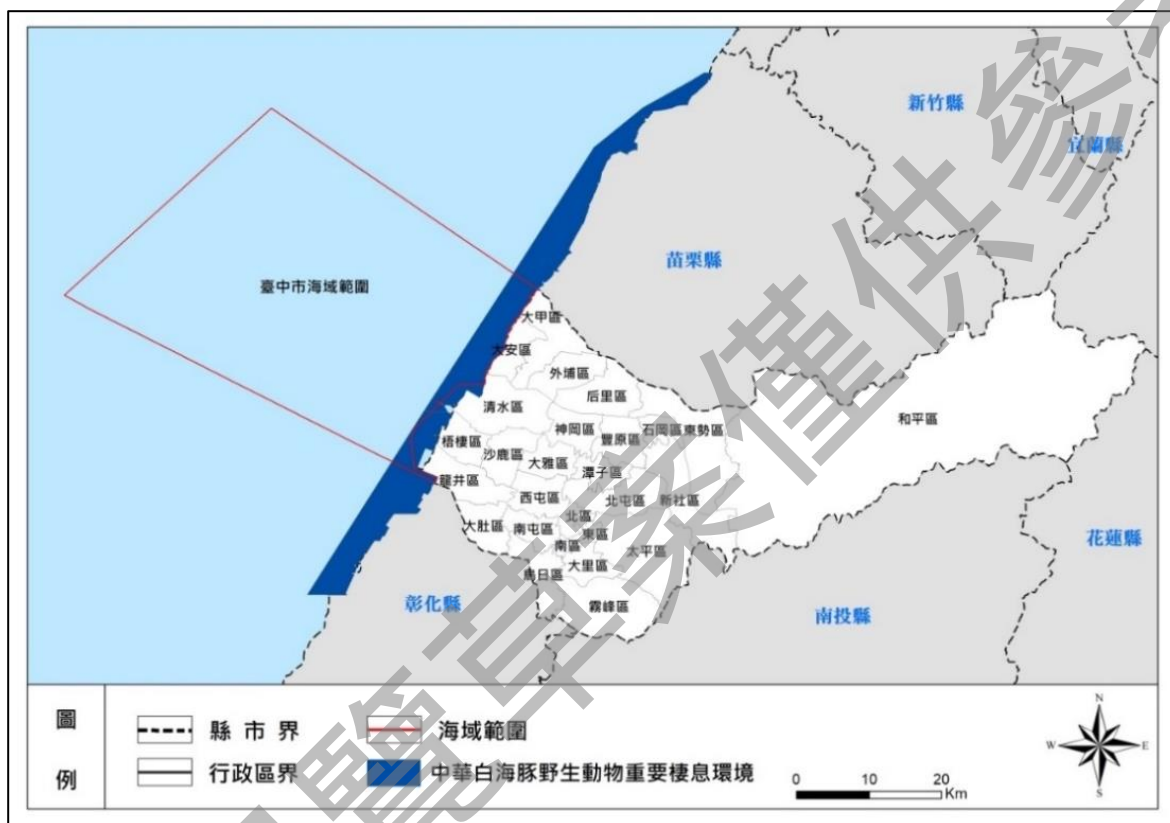 新竹縣
宜蘭縣
苗栗縣
臺中市海域範圍
大甲區
大安區
外埔區
后里區
清水區
和平區
神岡區
石岡區
東勢區
豐原區
梧棲區
沙鹿區
大雅區
潭子區
龍井區
西屯區
北屯區
新社區
北區
大肚區
南屯區
東區
花蓮縣
南區
太平區
大里區
烏日區
彰化縣
霧峰區
南投縣
圖例
縣市界
海域範圍
行政區界
中華白海豚野生動物重要棲息環境
N
W
E
S
0 10 20
Km
覽草案僅供參